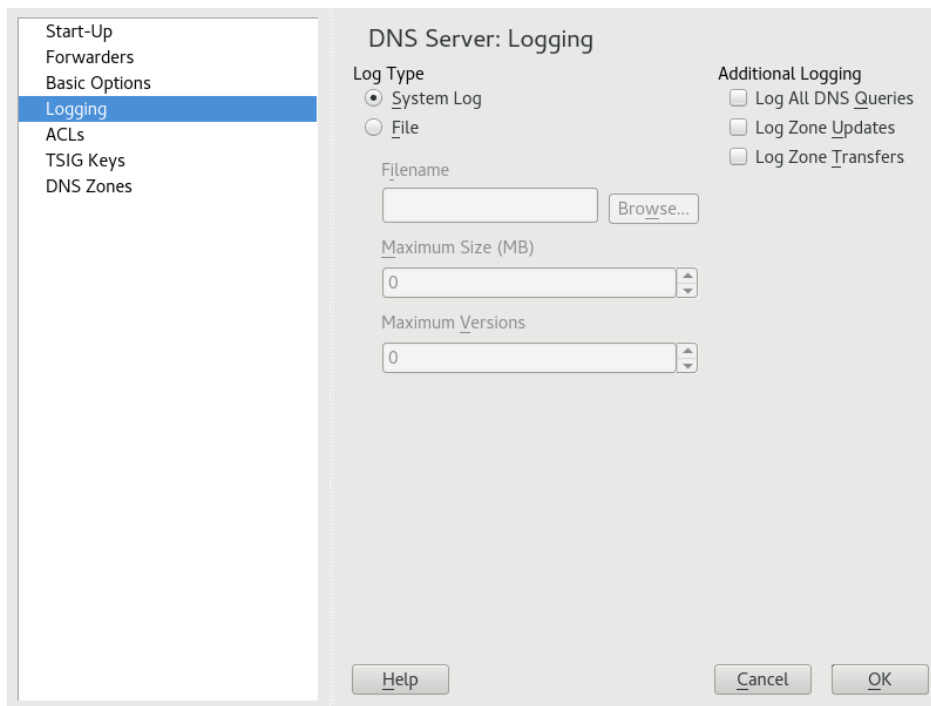 Start-Up
Forwarders
Basic Options
Logging
ACLs
TSIG Keys
DNS Zones
DNS Server: Logging
Log Type
System Log
File
Filename
Browse...
Maximum Size (MB)
0
Maximum Versions
0
Additional Logging
Log All DNS Queries
Log Zone Updates
Log Zone Transfers
Help
Cancel
OK